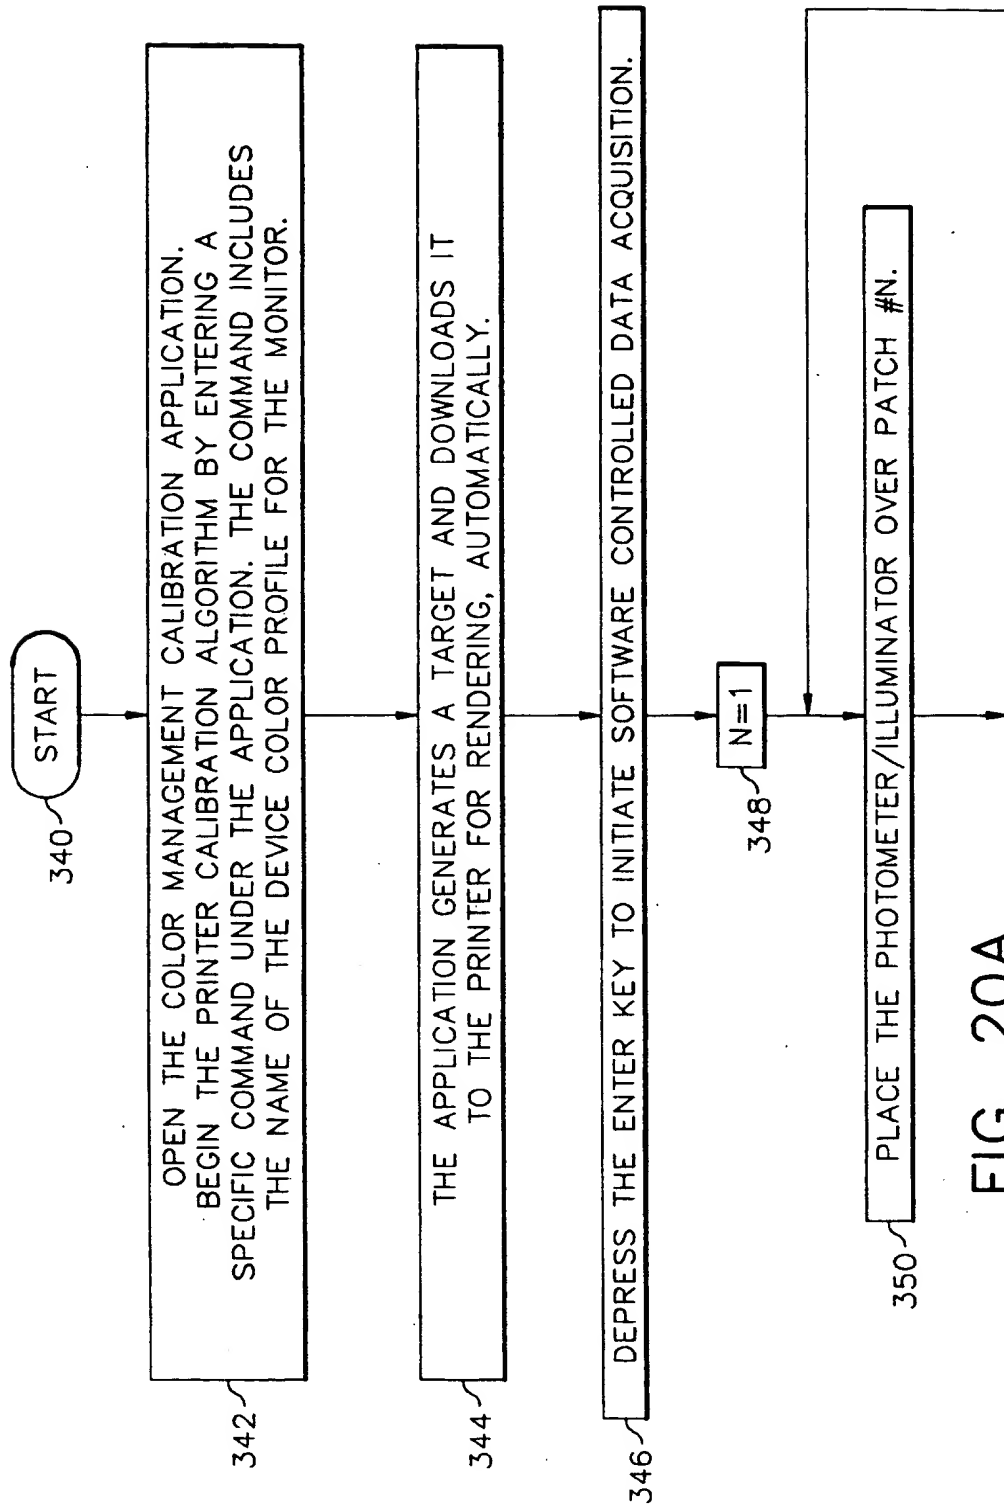 START
340
OPEN THE COLOR MANAGEMENT CALIBRATION APPLICATION.
BEGIN THE PRINTER CALIBRATION ALGORITHM BY ENTERING A
SPECIFIC COMMAND UNDER THE APPLICATION. THE COMMAND INCLUDES
THE NAME OF THE DEVICE COLOR PROFILE FOR THE MONITOR.
342
THE APPLICATION GENERATES A TARGET AND DOWNLOADS IT
TO THE PRINTER FOR RENDERING, AUTOMATICALLY.
344
DEPRESS THE ENTER KEY TO INITIATE SOFTWARE CONTROLLED DATA ACQUISITION.
346
N=1
348
PLACE THE PHOTOMETER/ILLUMINATOR OVER PATCH #N.
350
FIG. 20A